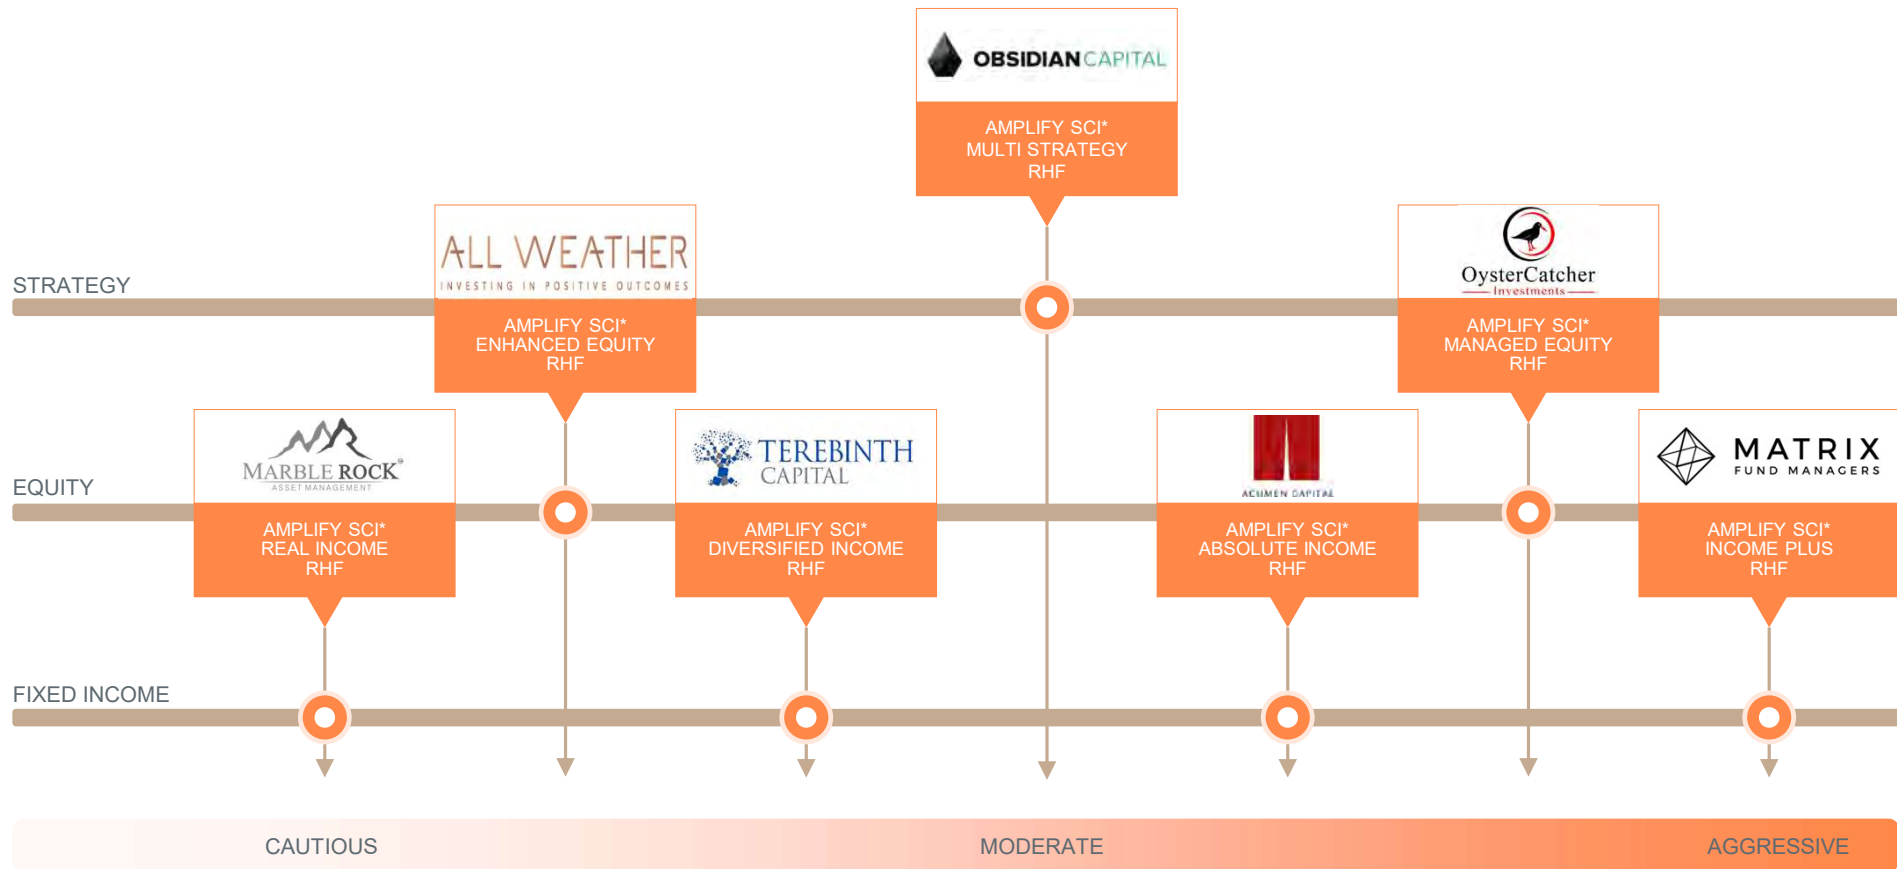 OBSIDIANCAPITAL
AMPLIFY SCI*
MULTI STRATEGY
RHF
STRATEGY
ALL WEATHER
INVESTING IN POSITIVE OUTCOMES
AMPLIFY SCI*
ENHANCED EQUITY
RHF
OysterCatcher
Investments
AMPLIFY SCI*
MANAGED EQUITY
RHF
EQUITY
MARBLE ROCK
ASSET MANAGEMENT
AMPLIFY SCI*
REAL INCOME
RHF
TEREBINTH
CAPITAL
AMPLIFY SCI*
DIVERSIFIED INCOME
RHF
ACUMEN CAPITAL
AMPLIFY SCI*
ABSOLUTE INCOME
RHF
MATRIX
FUND MANAGERS
AMPLIFY SCI*
INCOME PLUS
RHF
FIXED INCOME
CAUTIOUS
MODERATE
AGGRESSIVE